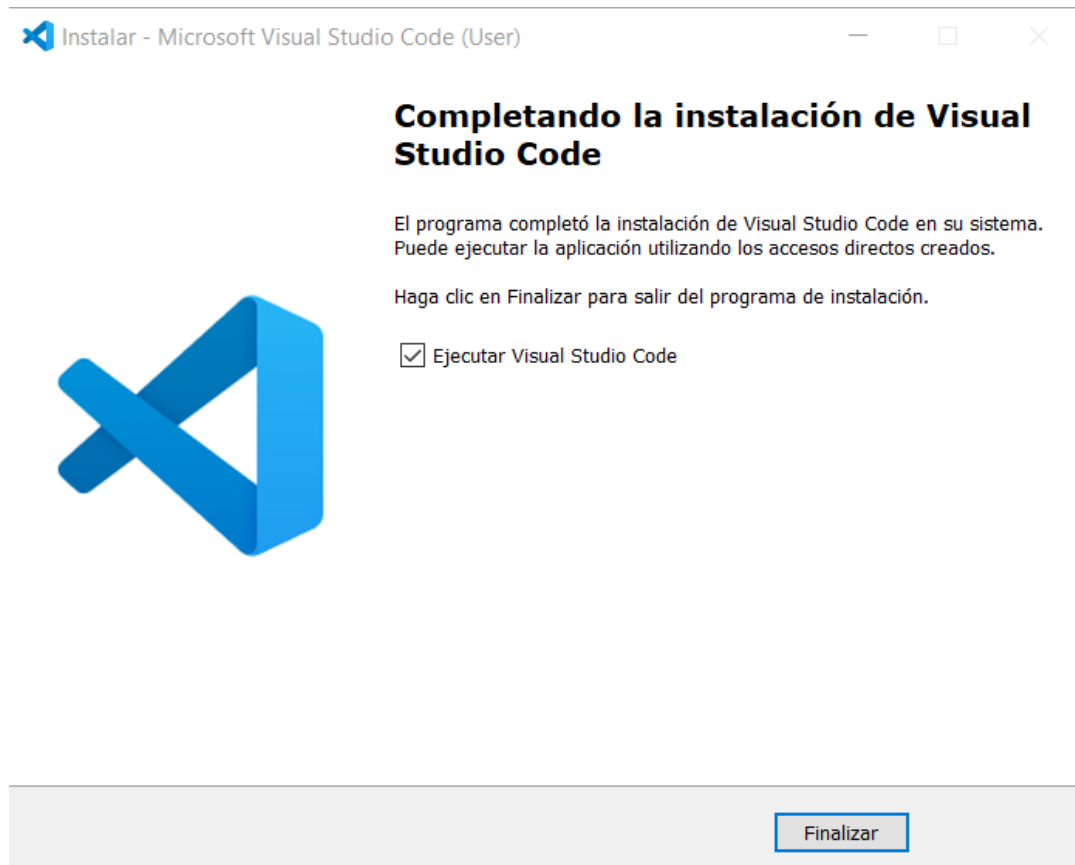 Instalar - Microsoft Visual Studio Code (User)
Completando la instalación de Visual
Studio Code
El programa completó la instalación de Visual Studio Code en su sistema.
Puede ejecutar la aplicación utilizando los accesos directos creados.
Haga clic en Finalizar para salir del programa de instalación.
Ejecutar Visual Studio Code
Finalizar